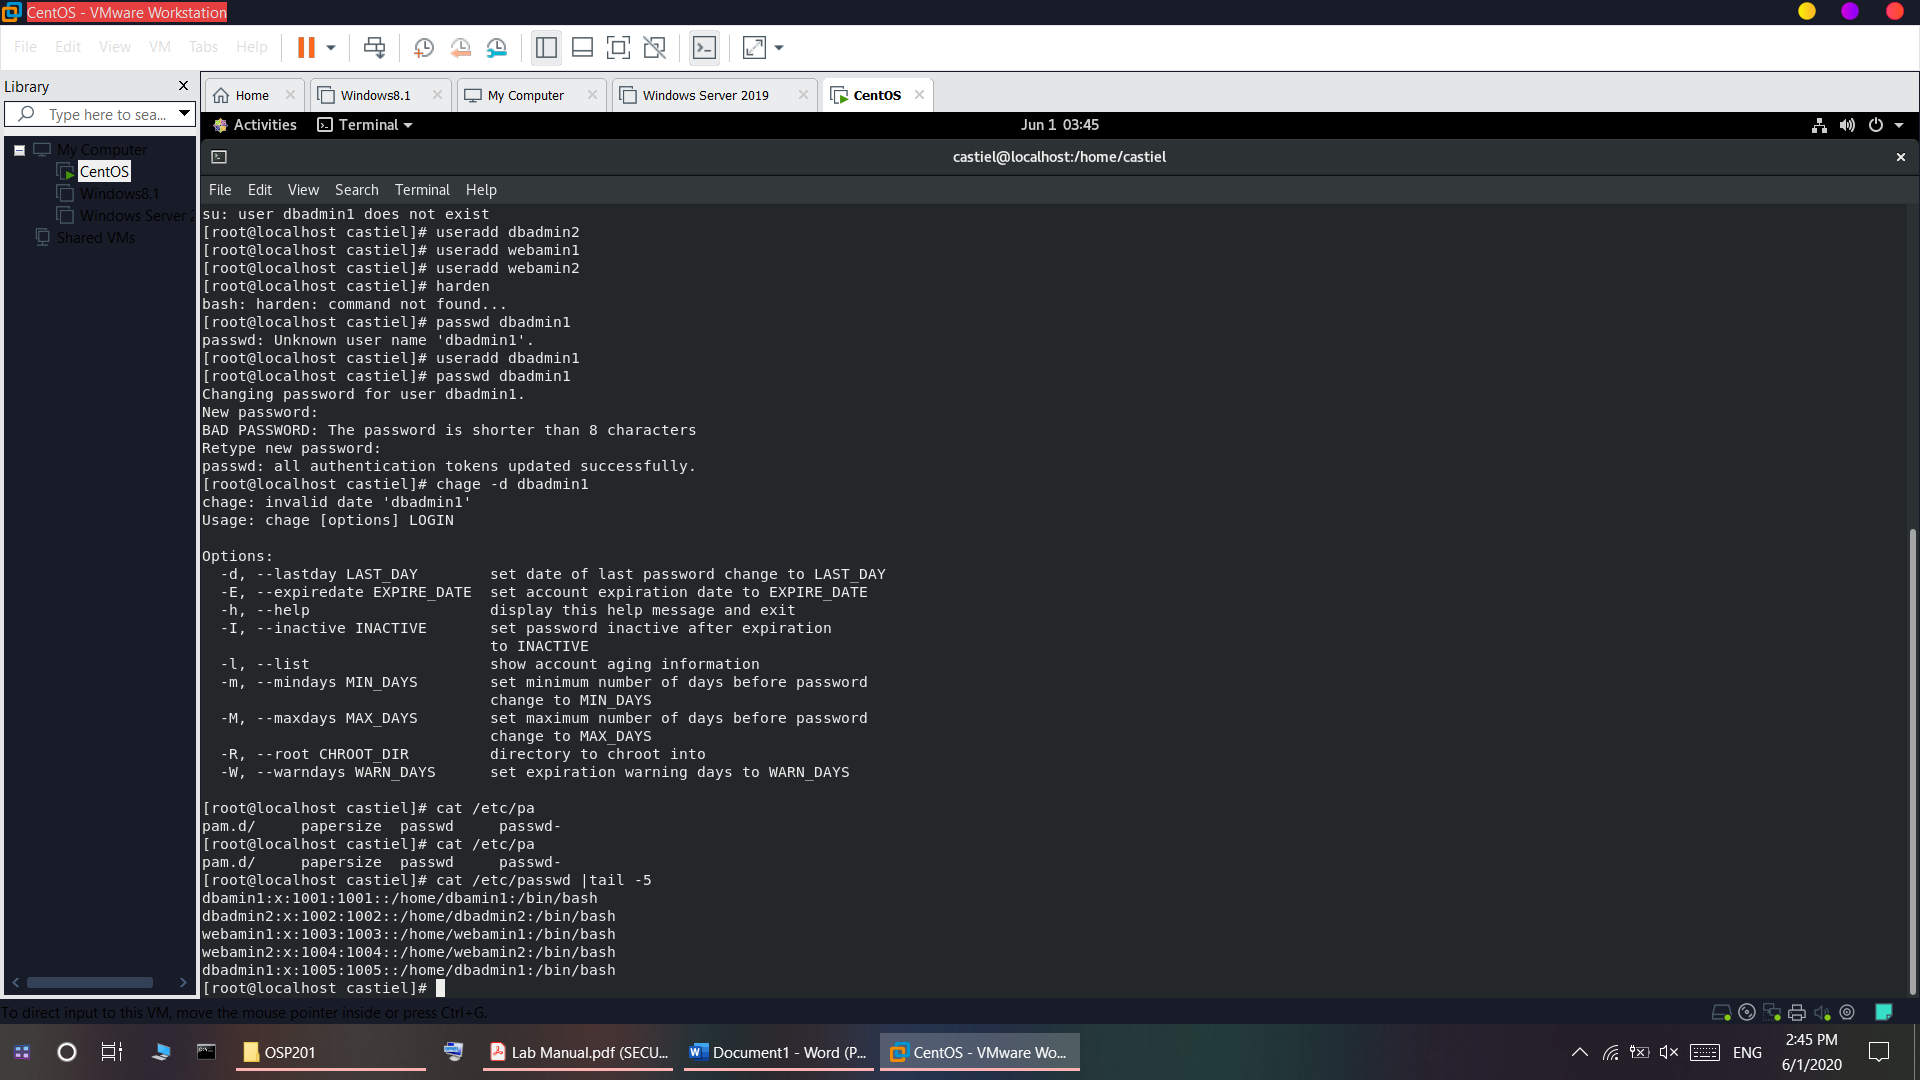 CentOS - VMware Workstation
File Edit View VM Tabs Help
Library
Type here to sea...
My Computer
CentOS
Windows8.1
Windows Server 2
Shared VMs
Home
Windows8.1
My Computer
Windows Server 2019
CentOS
Activities
Terminal
Jun 1 03:45
castiel@localhost:/home/castiel
File Edit View Search Terminal Help
su: user dbadmin1 does not exist
[root@localhost castiel]# useradd dbadmin2
[root@localhost castiel]# useradd webamin1
[root@localhost castiel]# useradd webamin2
[root@localhost castiel]# harden
bash: harden: command not found...
[root@localhost castiel]# passwd dbadmin1
passwd: Unknown user name 'dbadmin1'.
[root@localhost castiel]# useradd dbadmin1
[root@localhost castiel]# passwd dbadmin1
Changing password for user dbadmin1.
New password:
BAD PASSWORD: The password is shorter than 8 characters
Retype new password:
passwd: all authentication tokens updated successfully.
[root@localhost castiel]# chage -d dbadmin1
chage: invalid date 'dbadmin1'
Usage: chage [options] LOGIN
Options:
-d, --lastday LAST_DAY set date of last password change to LAST_DAY
-E, --expiredate EXPIRE_DATE set account expiration date to EXPIRE_DATE
-h, --help display this help message and exit
-I, --inactive INACTIVE set password inactive after expiration
to INACTIVE
-l, --list show account aging information
-m, --mindays MIN_DAYS set minimum number of days before password
change to MIN_DAYS
-M, --maxdays MAX_DAYS set maximum number of days before password
change to MAX_DAYS
-R, --root CHROOT_DIR directory to chroot into
-W, --warndays WARN_DAYS set expiration warning days to WARN_DAYS
[root@localhost castiel]# cat /etc/pa
pam.d/ papersize passwd passwd-
[root@localhost castiel]# cat /etc/pa
pam.d/ papersize passwd passwd-
[root@localhost castiel]# cat /etc/passwd |tail -5
dbamin1:x:1001:1001::/home/dbamin1:/bin/bash
dbadmin2:x:1002:1002::/home/dbadmin2:/bin/bash
webamin1:x:1003:1003::/home/webamin1:/bin/bash
webamin2:x:1004:1004::/home/webamin2:/bin/bash
dbadmin1:x:1005:1005::/home/dbadmin1:/bin/bash
[root@localhost castiel]#
To direct input to this VM, move the mouse pointer inside or press Ctrl+G.
OSP201
Lab Manual.pdf (SECU...
Document1 - Word (P...
CentOS - VMware Wo...
ENG
2:45 PM
6/1/2020